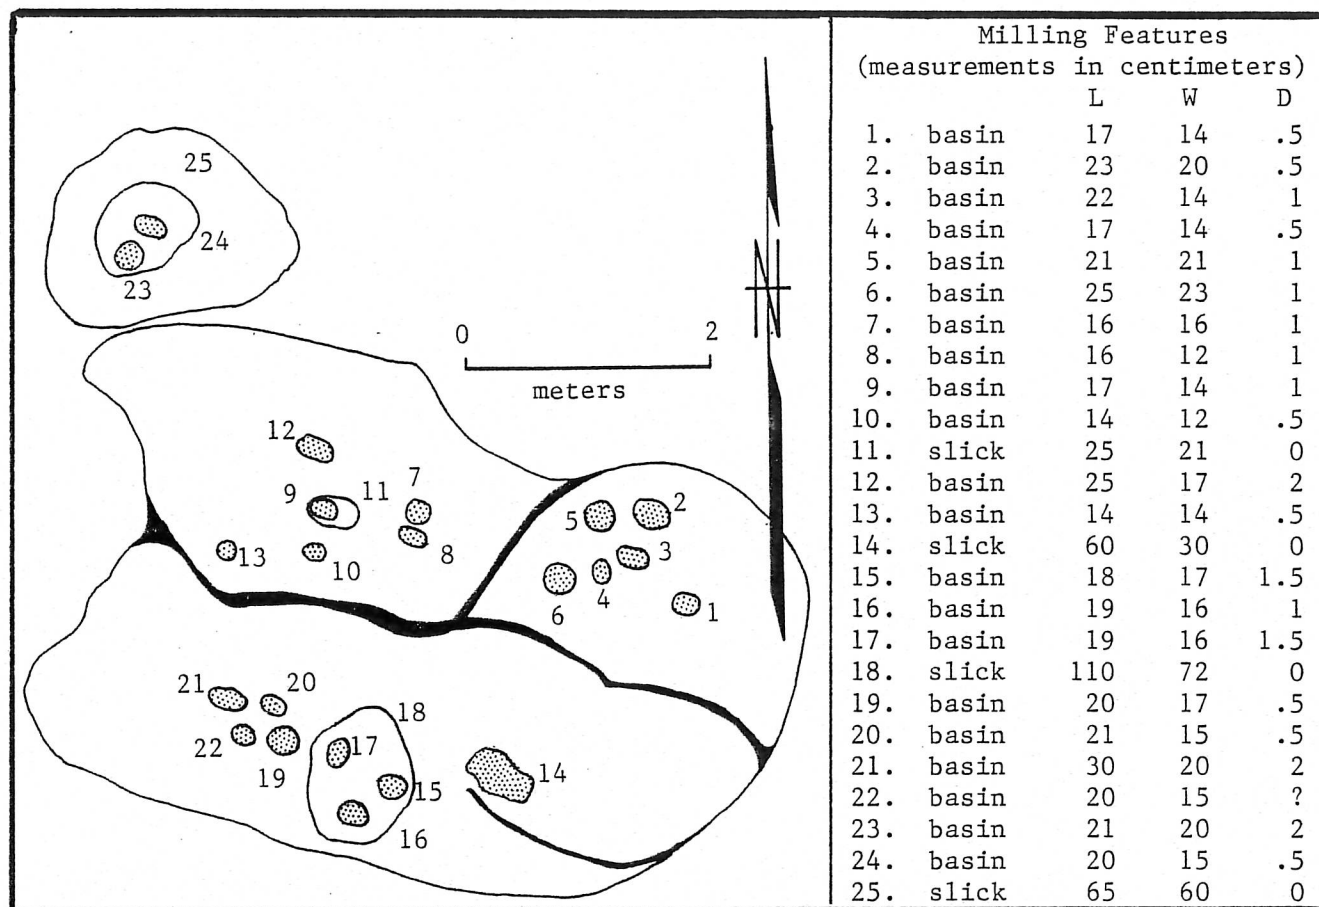 25
24
23
N
0 2
meters
12
7
9 11
5 2
8
3
13 10
4
6 1
21 20
18
22 17
19
14
15
16
Milling Features
(measurements in centimeters)
L W D
1. basin 17 14 .5
2. basin 23 20 .5
3. basin 22 14 1
4. basin 17 14 .5
5. basin 21 21 1
6. basin 25 23 1
7. basin 16 16 1
8. basin 16 12 1
9. basin 17 14 1
10. basin 14 12 .5
11. slick 25 21 0
12. basin 25 17 2
13. basin 14 14 .5
14. slick 60 30 0
15. basin 18 17 1.5
16. basin 19 16 1
17. basin 19 16 1.5
18. slick 110 72 0
19. basin 20 17 .5
20. basin 21 15 .5
21. basin 30 20 2
22. basin 20 15 ?
23. basin 21 20 2
24. basin 20 15 .5
25. slick 65 60 0